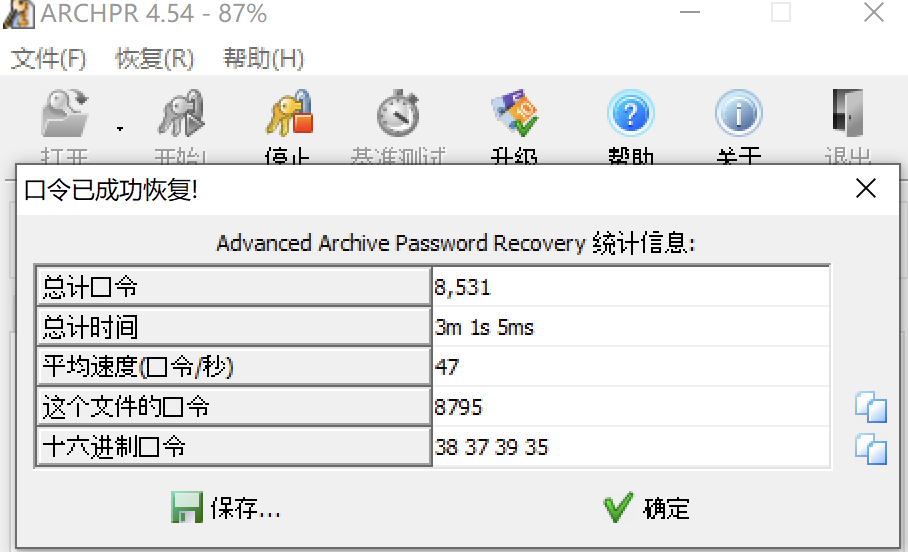 ARCHPR 4.54 - 87%
文件(F) 恢复(R) 帮助(H)
打开 开始! 停止 基准测试 升级 帮助 关于 退出
口令已成功恢复!
Advanced Archive Password Recovery 统计信息:
总计口令 8,531
总计时间 3m 1s 5ms
平均速度(口令/秒) 47
这个文件的口令 8795
十六进制口令 38 37 39 35
保存... 确定